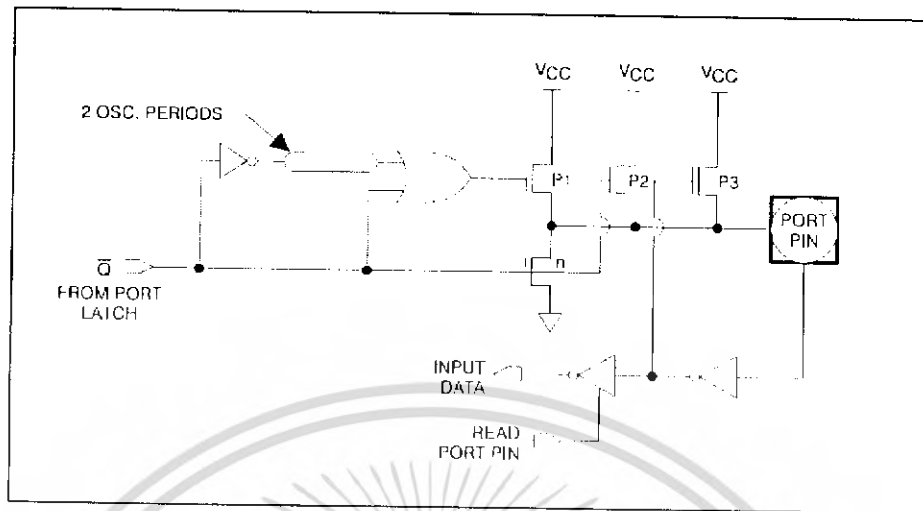 VCC VCC VCC
2 OSC. PERIODS
P1 P2 P3
PORT
PIN
Q
n
FROM PORT
LATCH
INPUT
DATA
READ
PORT PIN